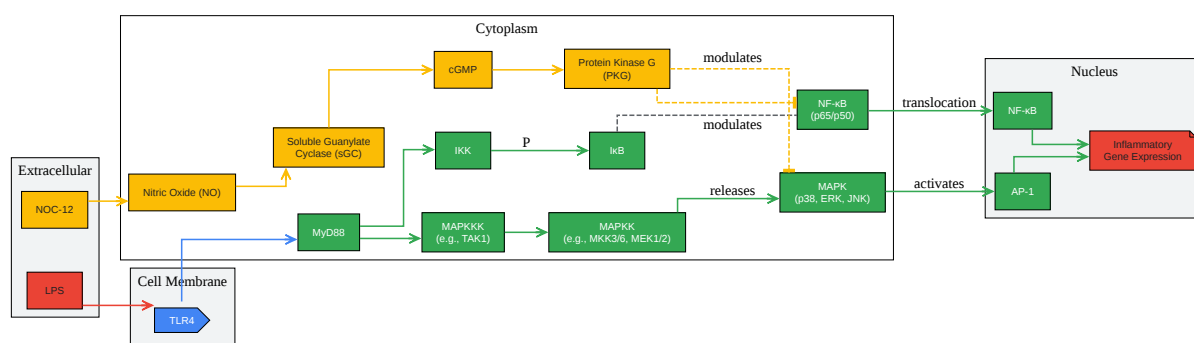 Cytoplasm
cGMP
Protein Kinase G
(PKG)
modulates
Nucleus
NF-κB
(p65/p50)
translocation
NF-κB
modulates
Soluble Guanylate
Cyclase (sGC)
IKK
P
IκB
Inflammatory
Gene Expression
Extracellular
NOC-12
Nitric Oxide (NO)
releases
MAPK
(p38, ERK, JNK)
activates
AP-1
MyD88
MAPKKK
(e.g., TAK1)
MAPKK
(e.g., MKK3/6, MEK1/2)
LPS
Cell Membrane
TLR4